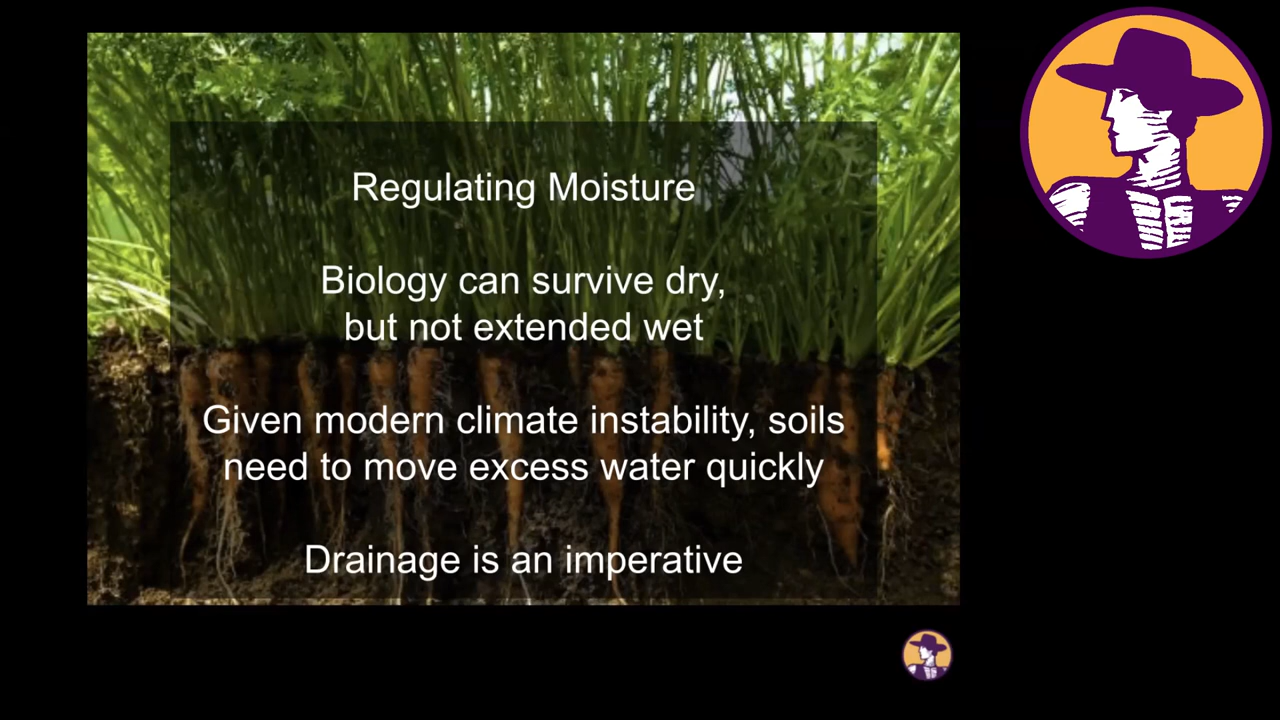 Regulating Moisture
Biology can survive dry,
but not extended wet
Given modern climate instability, soils
need to move excess water quickly
Drainage is an imperative